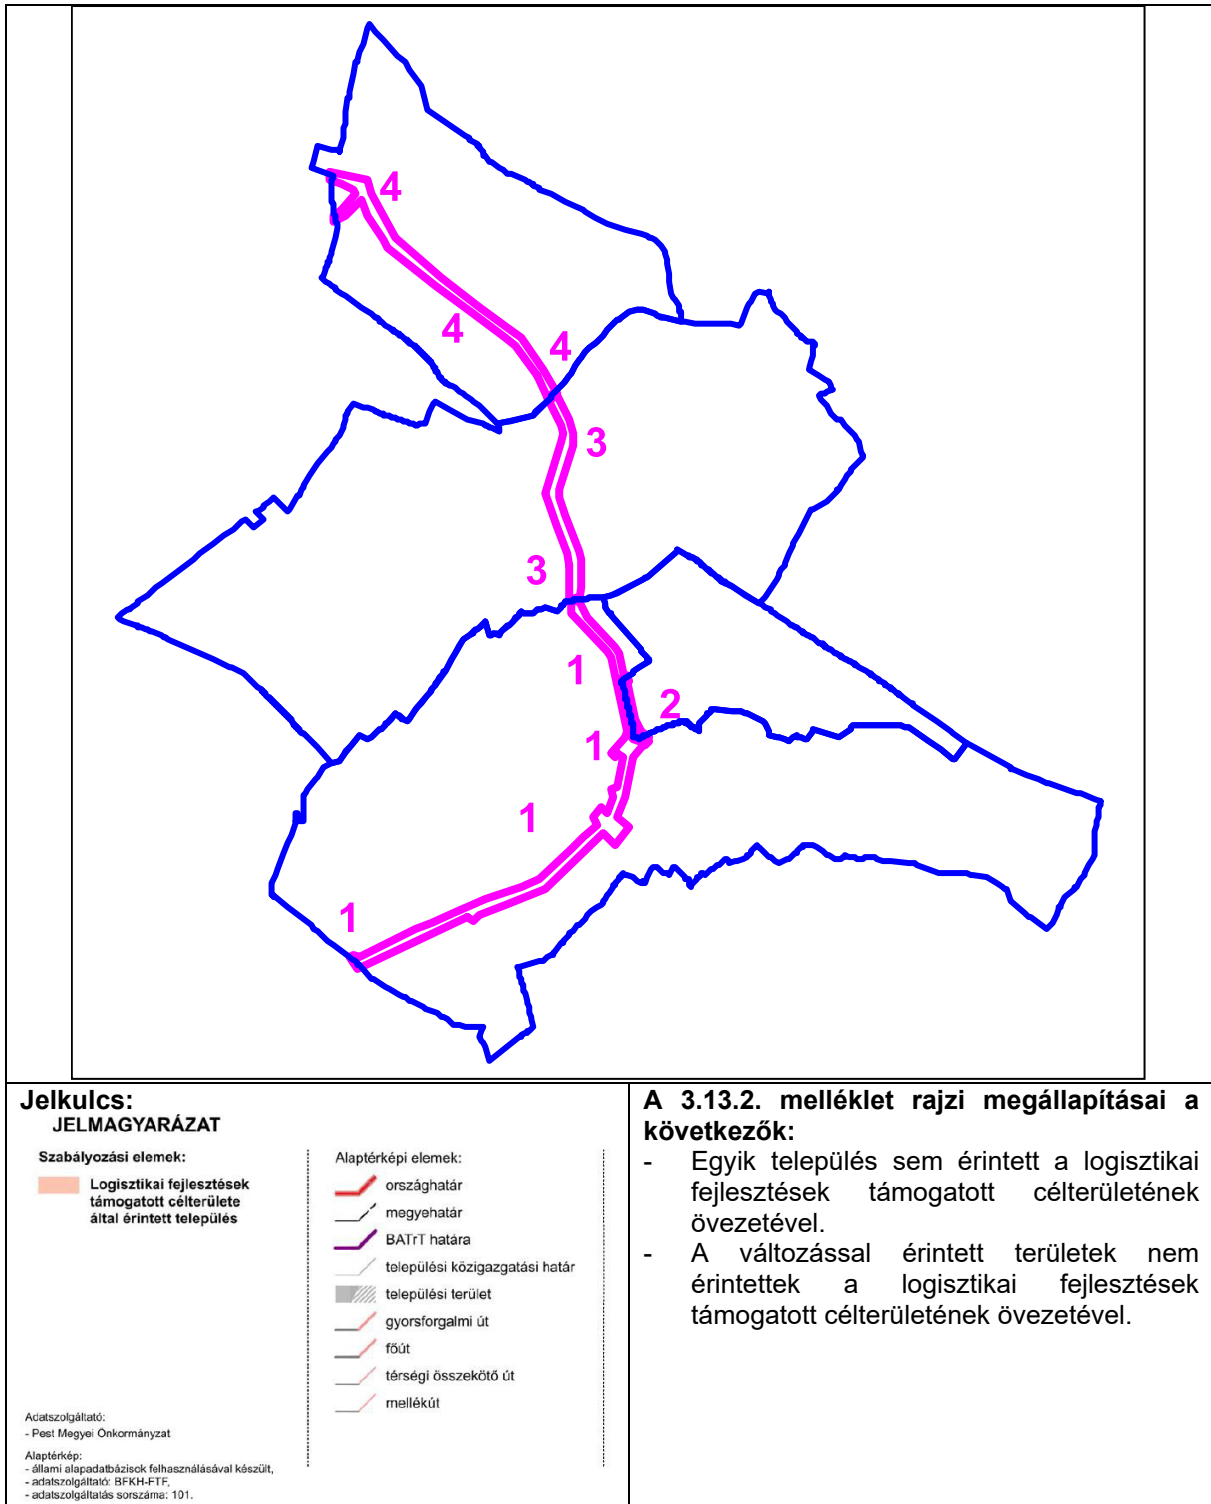 4
4
4
3
3
1
2
1
1
1
Jelkulcs:
JELMAGYARÁZAT
Szabályozási elemek:
Logisztikai fejlesztések
támogatott célterülete
által érintett település
Adatszolgáltató:
- Pest Megyei Önkormányzat
Alaptérkép:
- állami alapadatbázisok felhasználásával készült,
- adatszolgáltató: BFKH-FTF,
- adatszolgáltatás sorszáma: 101.
Alaptérképi elemek:
országhatár
megyehatár
BATrT határa
települési közigazgatási határ
települési terület
gyorsforgalmi út
főút
térségi összekötő út
mellékút
A 3.13.2. melléklet rajzi megállapításai a
következők:
- Egyik település sem érintett a logisztikai
fejlesztések támogatott célterületének
övezetével.
- A változással érintett területek nem
érintettek a logisztikai fejlesztések
támogatott célterületének övezetével.